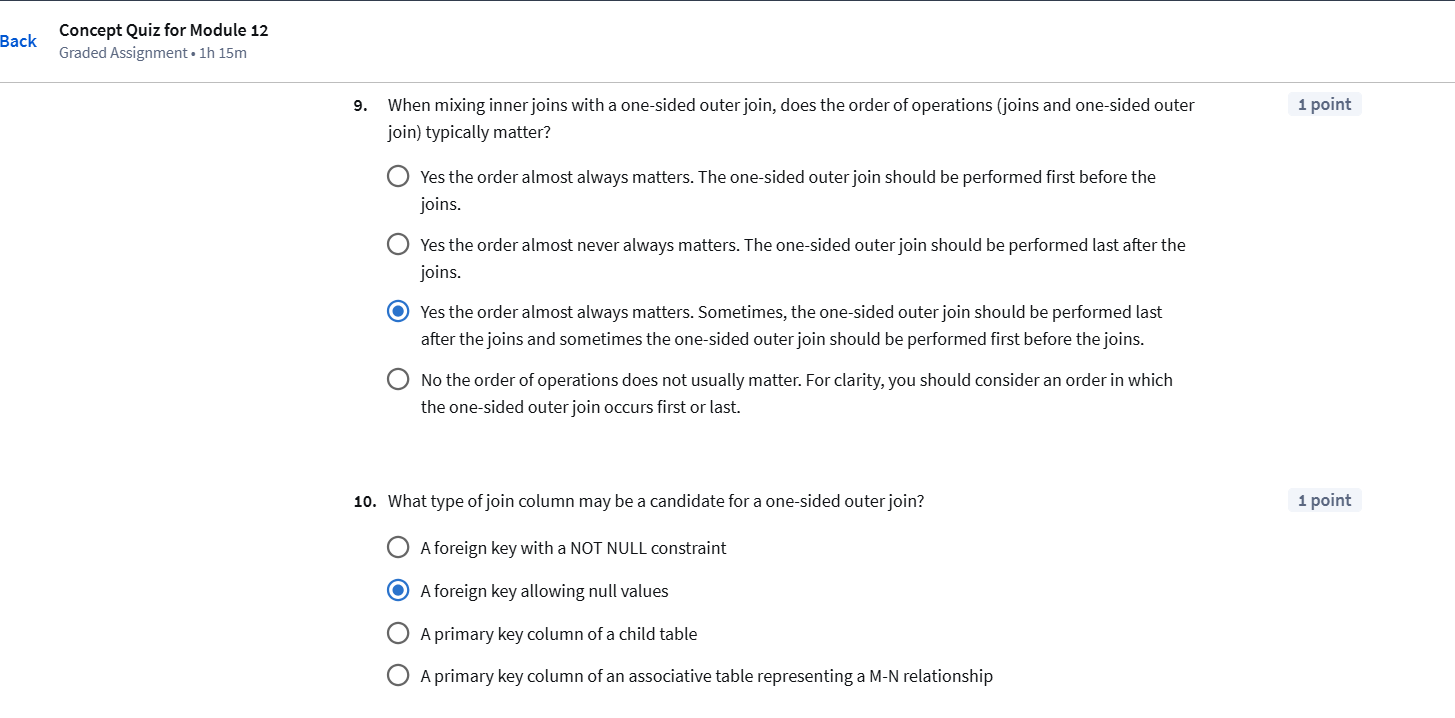 Back
Concept Quiz for Module 12
Graded Assignment • 1h 15m
9. When mixing inner joins with a one-sided outer join, does the order of operations (joins and one-sided outer
join) typically matter?
1 point
Yes the order almost always matters. The one-sided outer join should be performed first before the
joins.
Yes the order almost never always matters. The one-sided outer join should be performed last after the
joins.
Yes the order almost always matters. Sometimes, the one-sided outer join should be performed last
after the joins and sometimes the one-sided outer join should be performed first before the joins.
No the order of operations does not usually matter. For clarity, you should consider an order in which
the one-sided outer join occurs first or last.
10. What type of join column may be a candidate for a one-sided outer join?
1 point
A foreign key with a NOT NULL constraint
A foreign key allowing null values
A primary key column of a child table
A primary key column of an associative table representing a M-N relationship